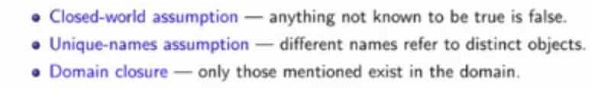 • Closed-world assumption — anything not known to be true is false.
• Unique-names assumption — different names refer to distinct objects.
• Domain closure — only those mentioned exist in the domain.